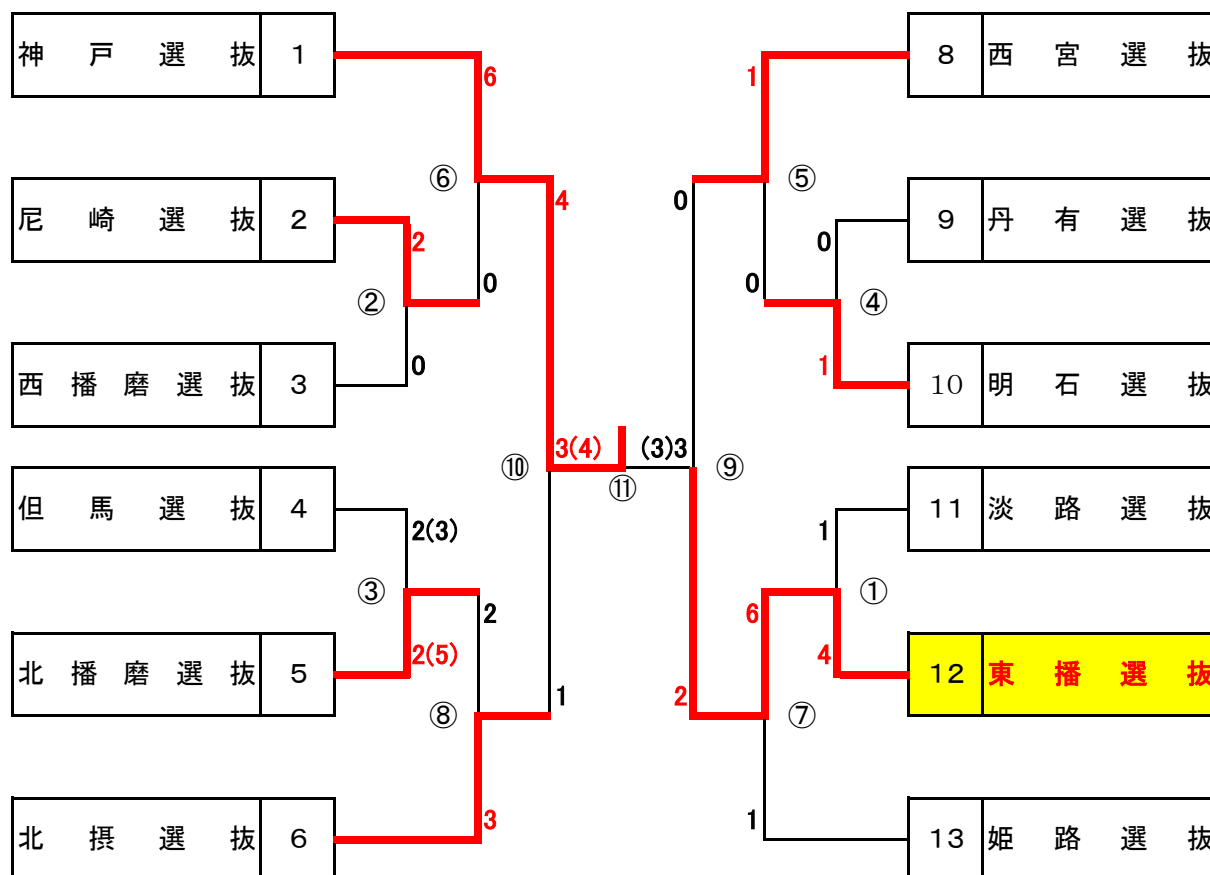 神戸選抜 1
6
1
8 西宮選抜
⑥
⑤
4
0
尼崎選抜 2
2
0
9 丹有選抜
②
0
0
④
西播磨選抜 3
0
1
10 明石選抜
⑩
3(4)
(3)3
⑨
⑪
但馬選抜 4
2(3)
1
11 淡路選抜
③
2
6
①
北播磨選抜 5
2(5)
4
12 東播選抜
⑧
1
2
⑦
北摂選抜 6
3
1
13 姫路選抜